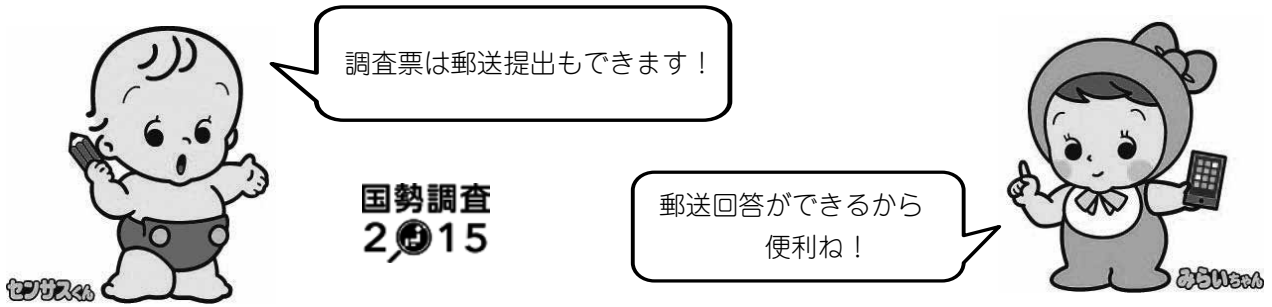 調査票は郵送提出もできます！
国勢調査
2015
郵送回答ができるから
便利ね！
センサスくん
みらいちゃん